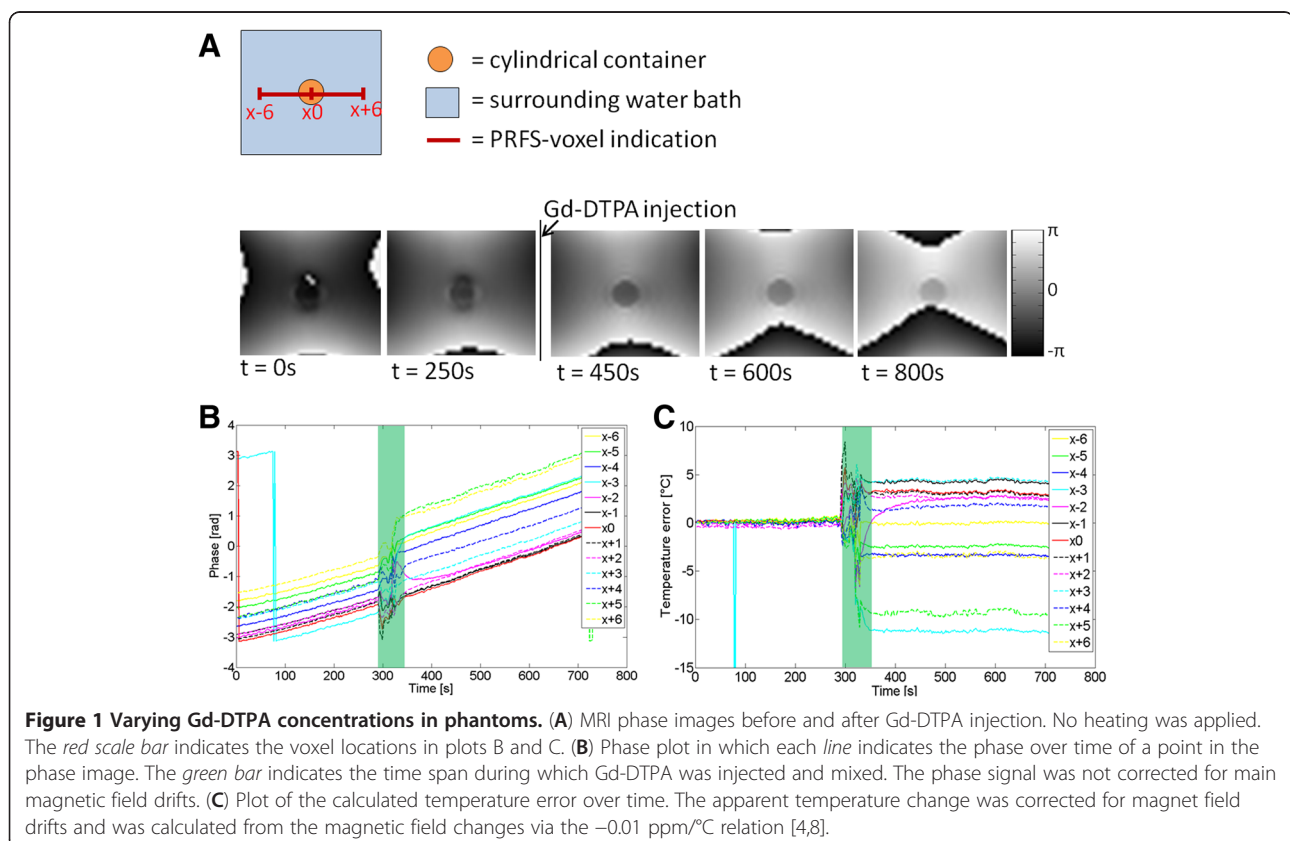 A
= cylindrical container
= surrounding water bath
= PRFS-voxel indication
x-6 x0 x+6
Gd-DTPA injection
π
0
-π
t = 0s t = 250s t = 450s t = 600s t = 800s
B
Phase [rad]
4
3
2
1
0
-1
-2
-3
-4
0 100 200 300 400 500 600 700 800
Time [s]
x-6
x-5
x-4
x-3
x-2
x-1
x0
x+1
x+2
x+3
x+4
x+5
x+6
C
Temperature error [°C]
10
5
0
-5
-10
-15
0 100 200 300 400 500 600 700 800
Time [s]
x-6
x-5
x-4
x-3
x-2
x-1
x0
x+1
x+2
x+3
x+4
x+5
x+6
Figure 1 Varying Gd-DTPA concentrations in phantoms. (A) MRI phase images before and after Gd-DTPA injection. No heating was applied.
The red scale bar indicates the voxel locations in plots B and C. (B) Phase plot in which each line indicates the phase over time of a point in the
phase image. The green bar indicates the time span during which Gd-DTPA was injected and mixed. The phase signal was not corrected for main
magnetic field drifts. (C) Plot of the calculated temperature error over time. The apparent temperature change was corrected for magnet field
drifts and was calculated from the magnetic field changes via the −0.01 ppm/°C relation [4,8].